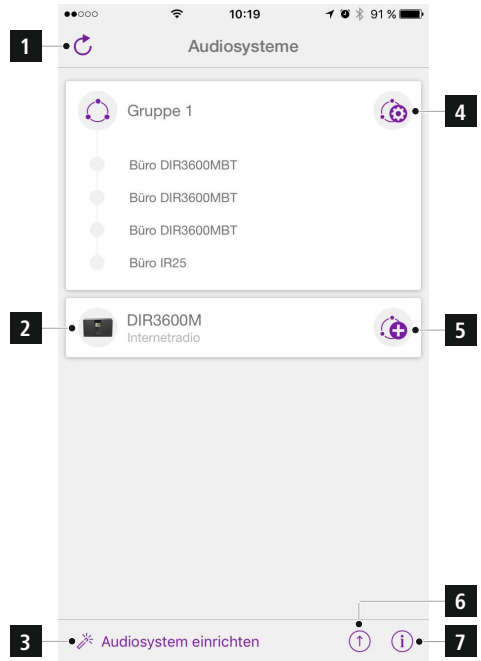 10:19
91 %
1
Audiosysteme
Gruppe 1
4
Büro DIR3600MBT
Büro DIR3600MBT
Büro DIR3600MBT
Büro IR25
2
DIR3600M
Internetradio
5
6
3
Audiosystem einrichten
7